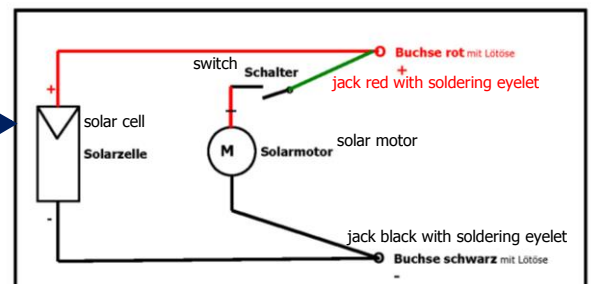 Buchse rot mit Lötöse
+
jack red with soldering eyelet
switch
Schalter
+
solar cell
Solarzelle
M
Solarmotor
solar motor
-
jack black with soldering eyelet
Buchse schwarz mit Lötöse
-